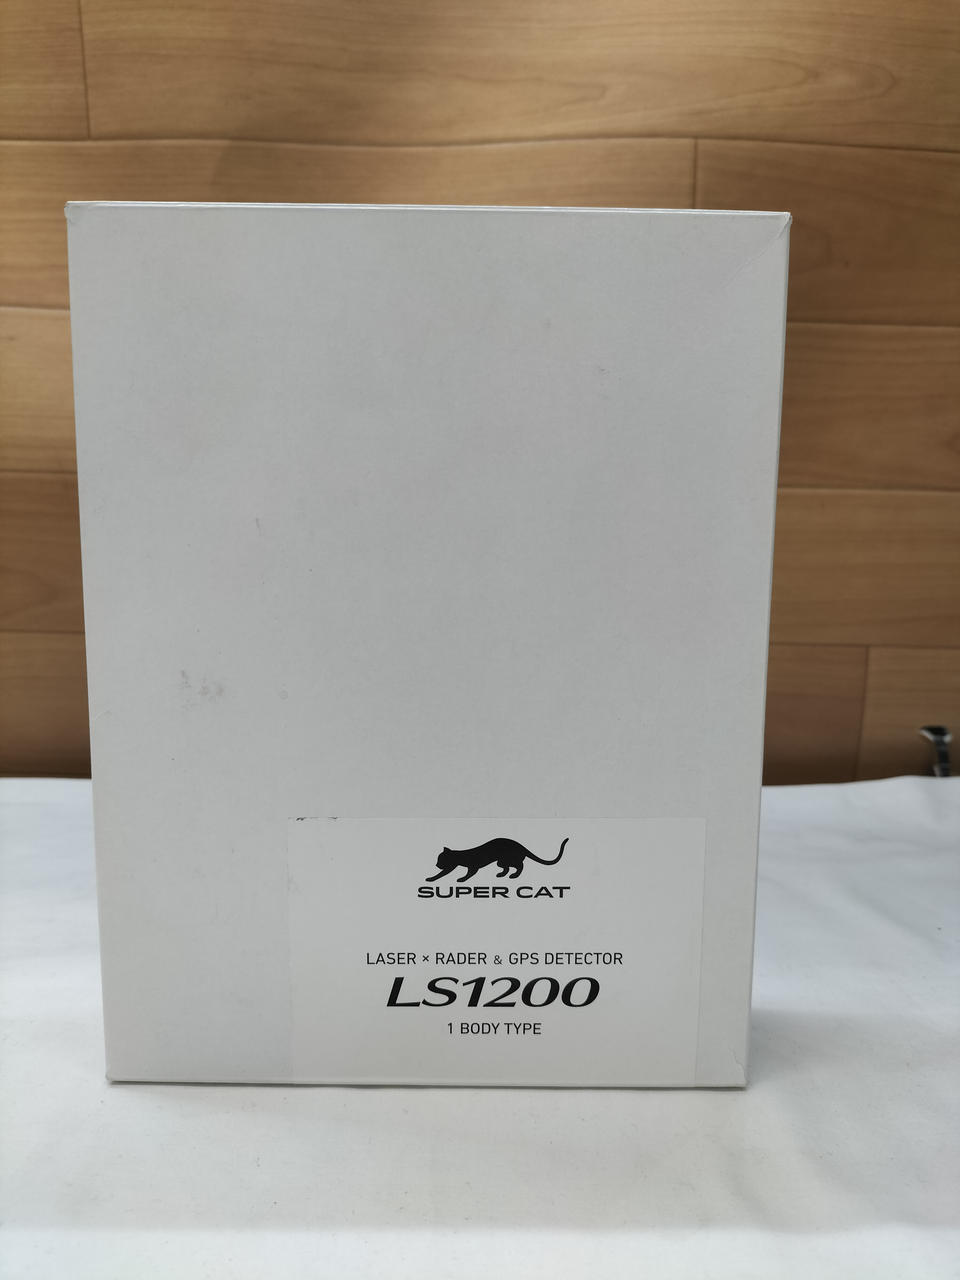 SUPER CAT
LASER × RADER & GPS DETECTOR
LS1200
1 BODY TYPE